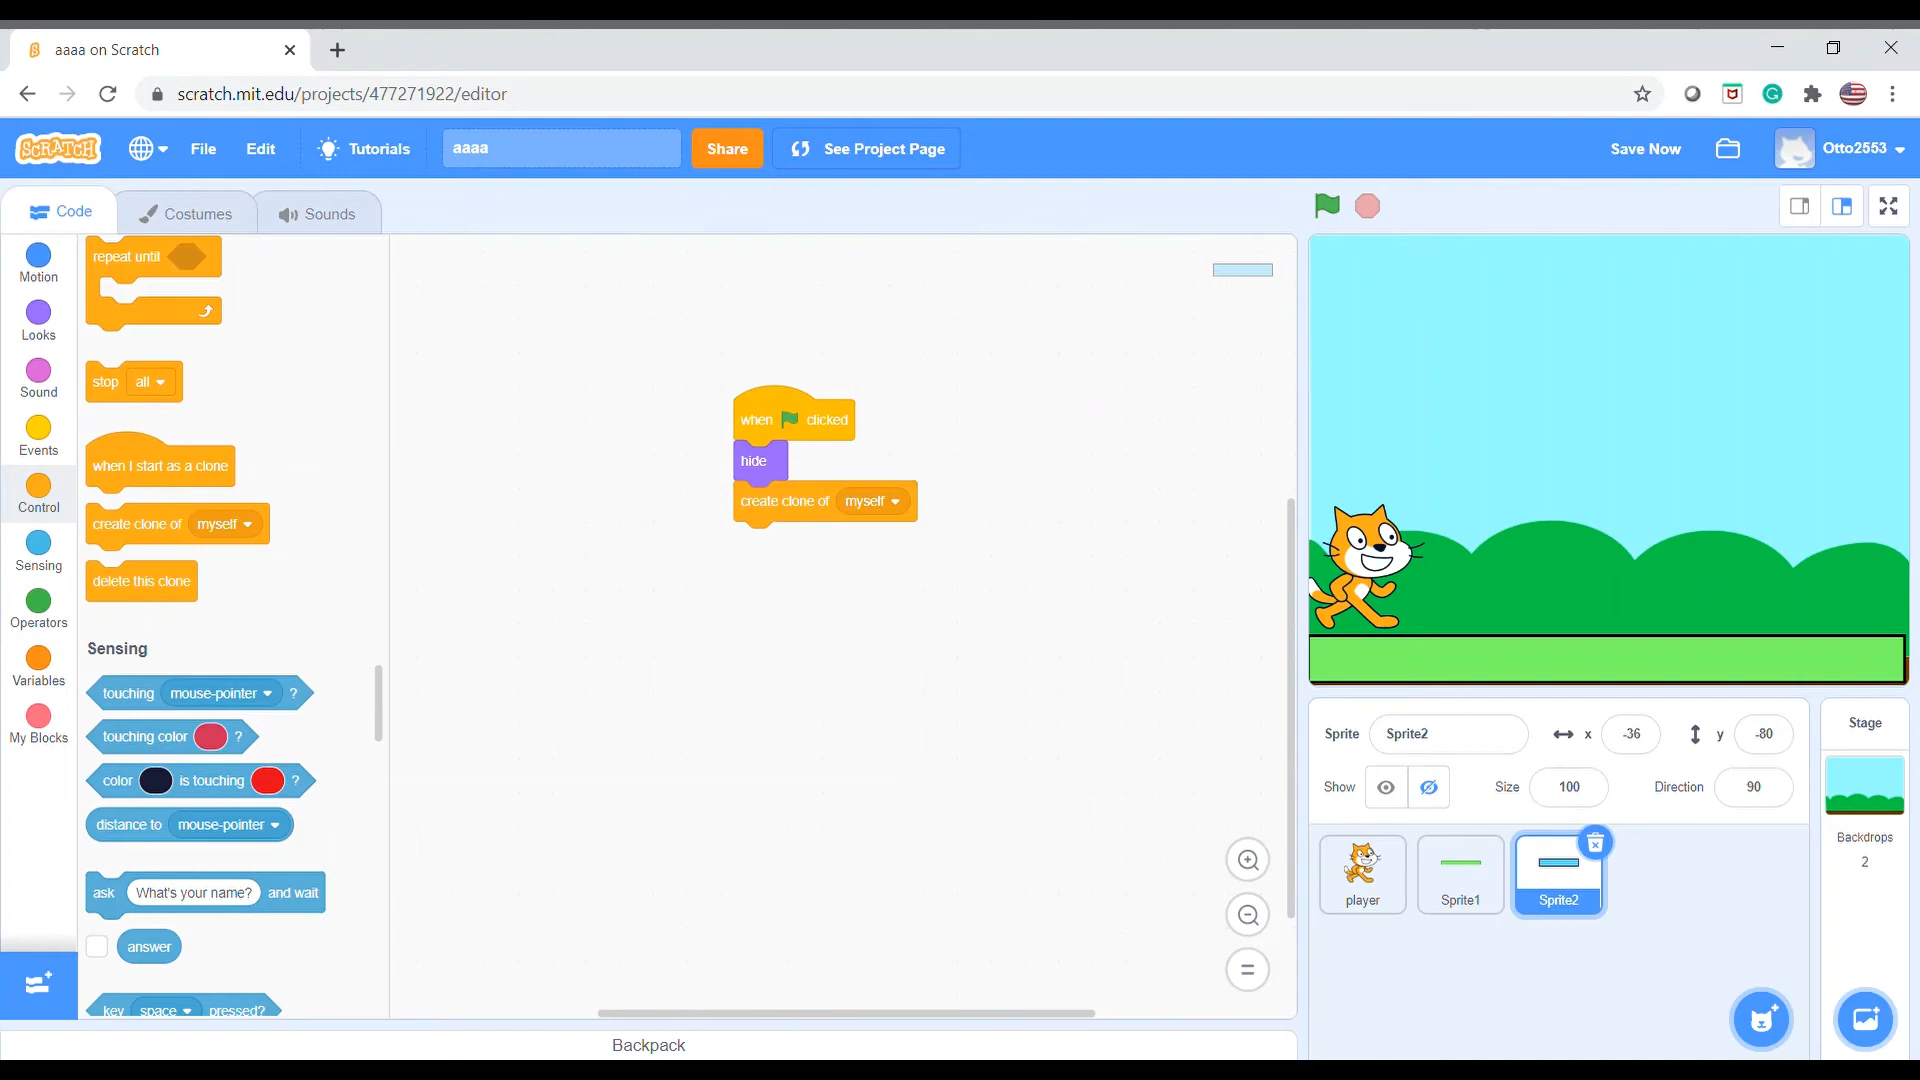 aaaa on Scratch
scratch.mit.edu/projects/477271922/editor
SCRATCH
File
Edit
Tutorials
aaaa
Share
See Project Page
Save Now
Otto2553
Code
Costumes
Sounds
Motion
Looks
Sound
Events
Control
Sensing
Operators
Variables
My Blocks
repeat until
stop all
when I start as a clone
create clone of myself
delete this clone
Sensing
touching mouse-pointer ?
touching color ?
color is touching ?
distance to mouse-pointer
ask What's your name? and wait
answer
key space pressed?
when clicked
hide
create clone of myself
Backpack
Sprite Sprite2 x -36 y -80
Show Size 100 Direction 90
player
Sprite1
Sprite2
Stage
Backdrops
2